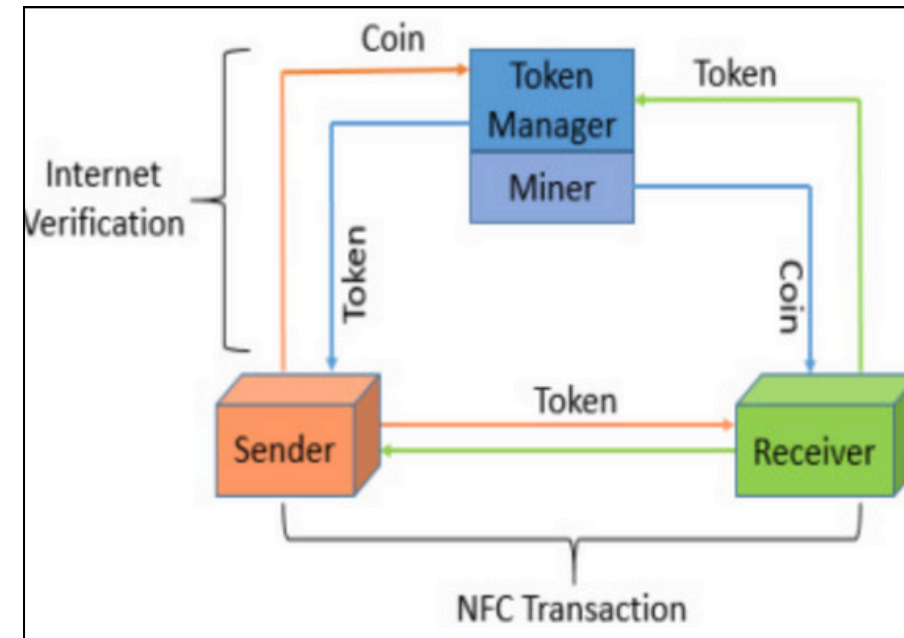 Coin
Token
Manager
Token
Miner
Internet
Verification
Token
Coin
Token
Sender
Receiver
NFC Transaction